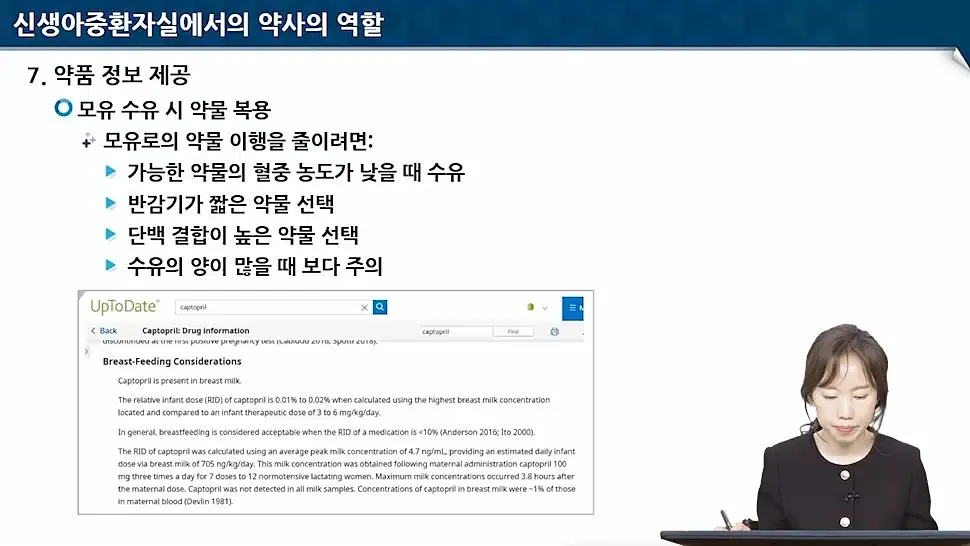 신생아중환자실에서의 약사의 역할
7. 약품 정보 제공
모유 수유 시 약물 복용
모유로의 약물 이행을 줄이려면:
가능한 약물의 혈중 농도가 낮을 때 수유
반감기가 짧은 약물 선택
단백 결합이 높은 약물 선택
수유의 양이 많을 때 보다 주의
UpToDate®
captopril
Back
Captopril: Drug information
captopril
Find
discontinued at the first positive pregnancy test (Cabiddu 2016, Spotti 2018).
Breast-Feeding Considerations
Captopril is present in breast milk.
The relative infant dose (RID) of captopril is 0.01% to 0.02% when calculated using the highest breast milk concentration
located and compared to an infant therapeutic dose of 3 to 6 mg/kg/day.
In general, breastfeeding is considered acceptable when the RID of a medication is <10% (Anderson 2016; Ito 2000).
The RID of captopril was calculated using an average peak milk concentration of 4.7 ng/mL, providing an estimated daily infant
dose via breast milk of 705 ng/kg/day. This milk concentration was obtained following maternal administration captopril 100
mg three times a day for 7 doses to 12 normotensive lactating women. Maximum milk concentrations occurred 3.8 hours after
the maternal dose. Captopril was not detected in all milk samples. Concentrations of captopril in breast milk were ~1% of those
in maternal blood (Devlin 1981).